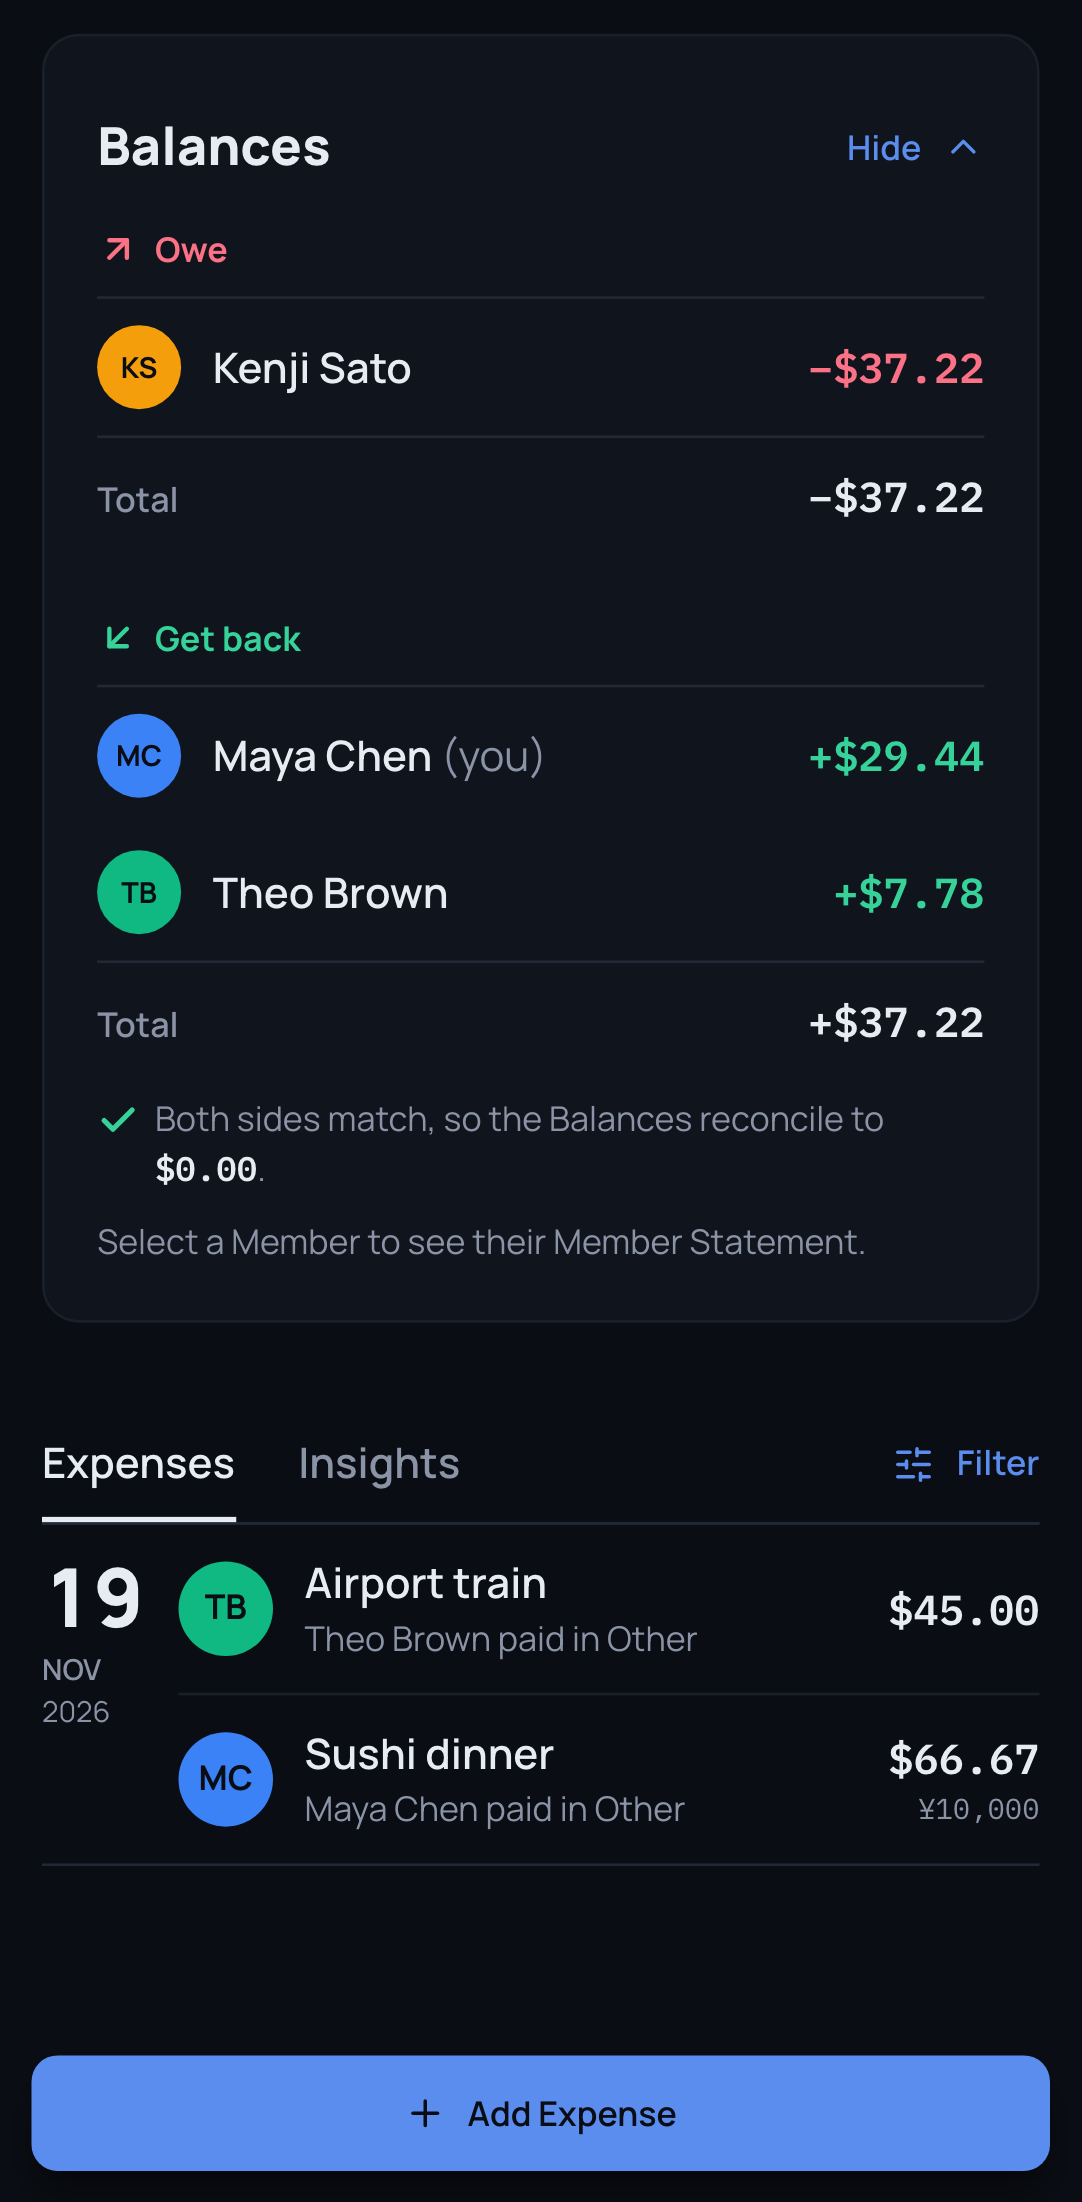 Balances
Hide
Owe
KS
Kenji Sato
−$37.22
Total
−$37.22
Get back
MC
Maya Chen (you)
+$29.44
TB
Theo Brown
+$7.78
Total
+$37.22
Both sides match, so the Balances reconcile to
$0.00.
Select a Member to see their Member Statement.
Expenses
Insights
Filter
19
NOV
2026
TB
Airport train
Theo Brown paid in Other
$45.00
MC
Sushi dinner
Maya Chen paid in Other
$66.67
¥10,000
+ Add Expense